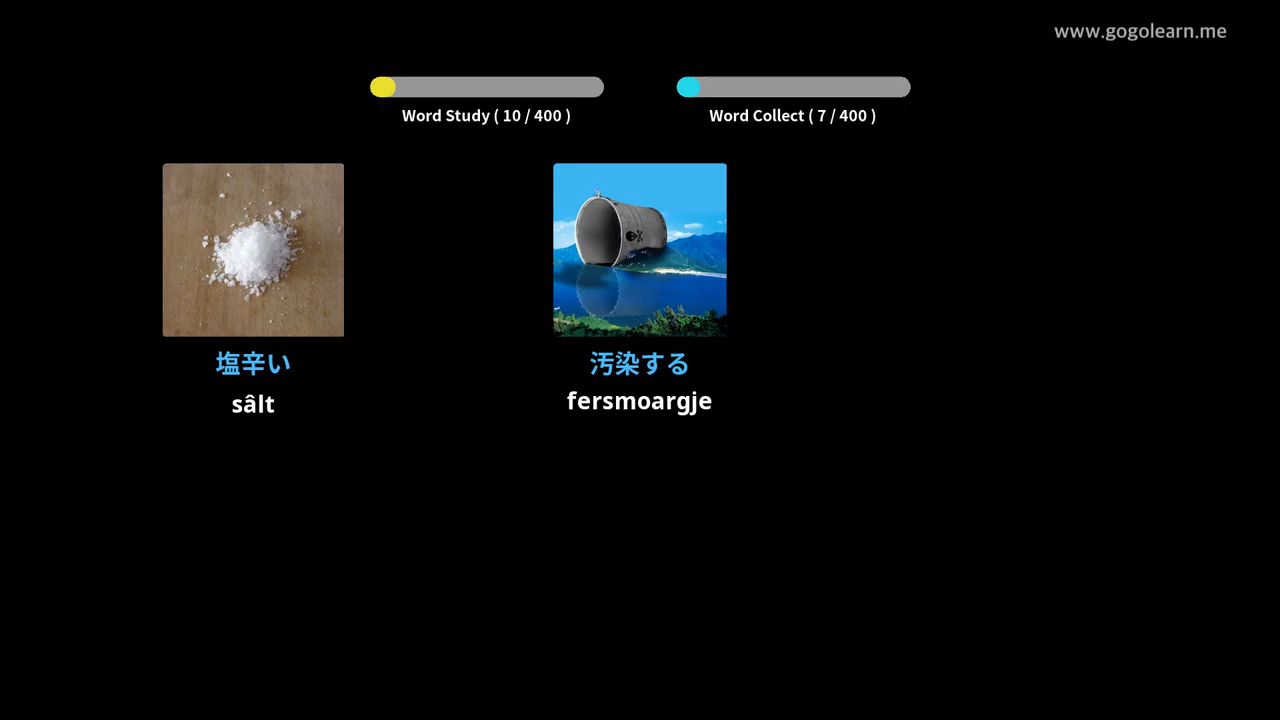 www.gogolearn.me
Word Study ( 10 / 400 )
Word Collect ( 7 / 400 )
塩辛い
sâlt
汚染する
fersmoargje